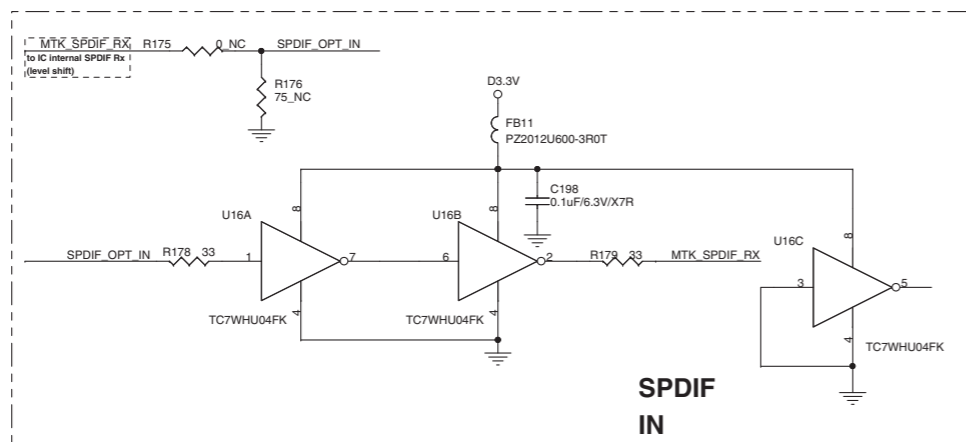 MTK_SPDIF_RX R175 0_NC SPDIF_OPT_IN
to IC internal SPDIF Rx
(level shift)
R176
75_NC
D3.3V
FB11
PZ2012U600-3R0T
C198
0.1uF/6.3V/X7R
U16A 8 U16B 8 U16C 8
SPDIF_OPT_IN R178 33 1 7 6 2 R179 33 MTK_SPDIF_RX
3 5
4 4 4
TC7WHU04FK TC7WHU04FK TC7WHU04FK
SPDIF
IN